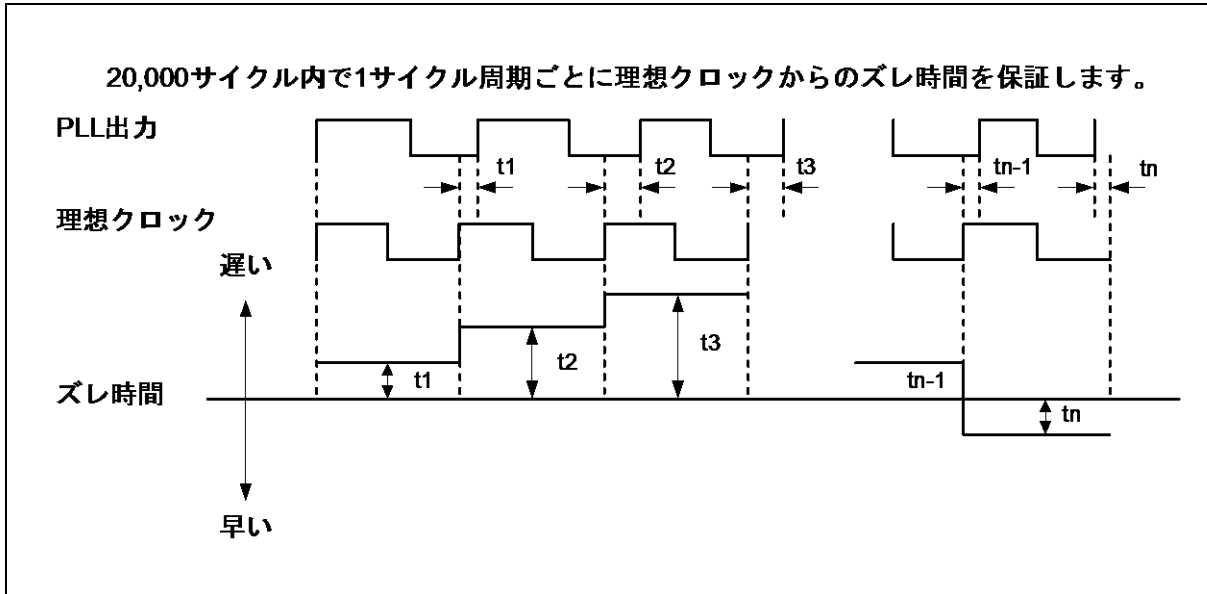 20,000サイクル内で1サイクル周期ごとに理想クロックからのズレ時間を保証します。
PLL出力
t1
t2
t3
tn-1
tn
理想クロック
遅い
t1
t2
t3
tn-1
tn
ズレ時間
早い